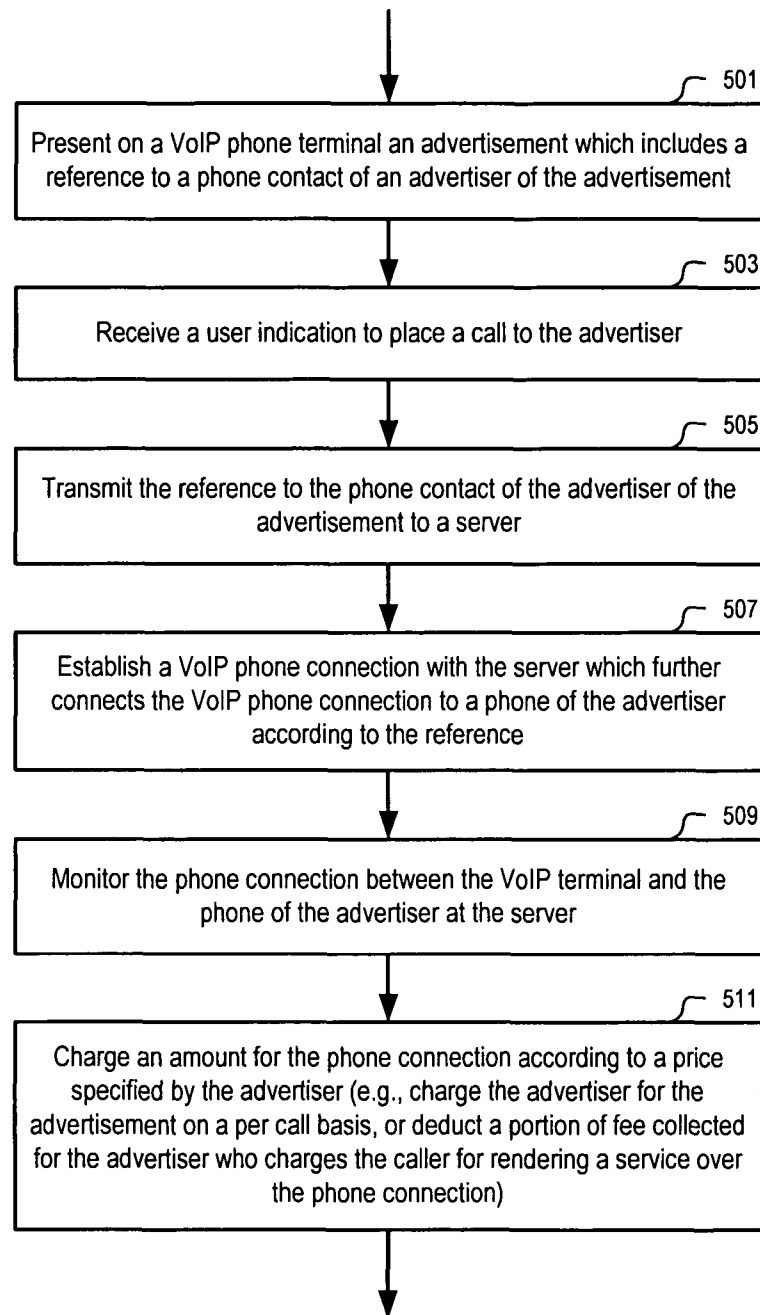 501
Present on a VoIP phone terminal an advertisement which includes a
reference to a phone contact of an advertiser of the advertisement
503
Receive a user indication to place a call to the advertiser
505
Transmit the reference to the phone contact of the advertiser of the
advertisement to a server
507
Establish a VoIP phone connection with the server which further
connects the VoIP phone connection to a phone of the advertiser
according to the reference
509
Monitor the phone connection between the VoIP terminal and the
phone of the advertiser at the server
511
Charge an amount for the phone connection according to a price
specified by the advertiser (e.g., charge the advertiser for the
advertisement on a per call basis, or deduct a portion of fee collected
for the advertiser who charges the caller for rendering a service over
the phone connection)